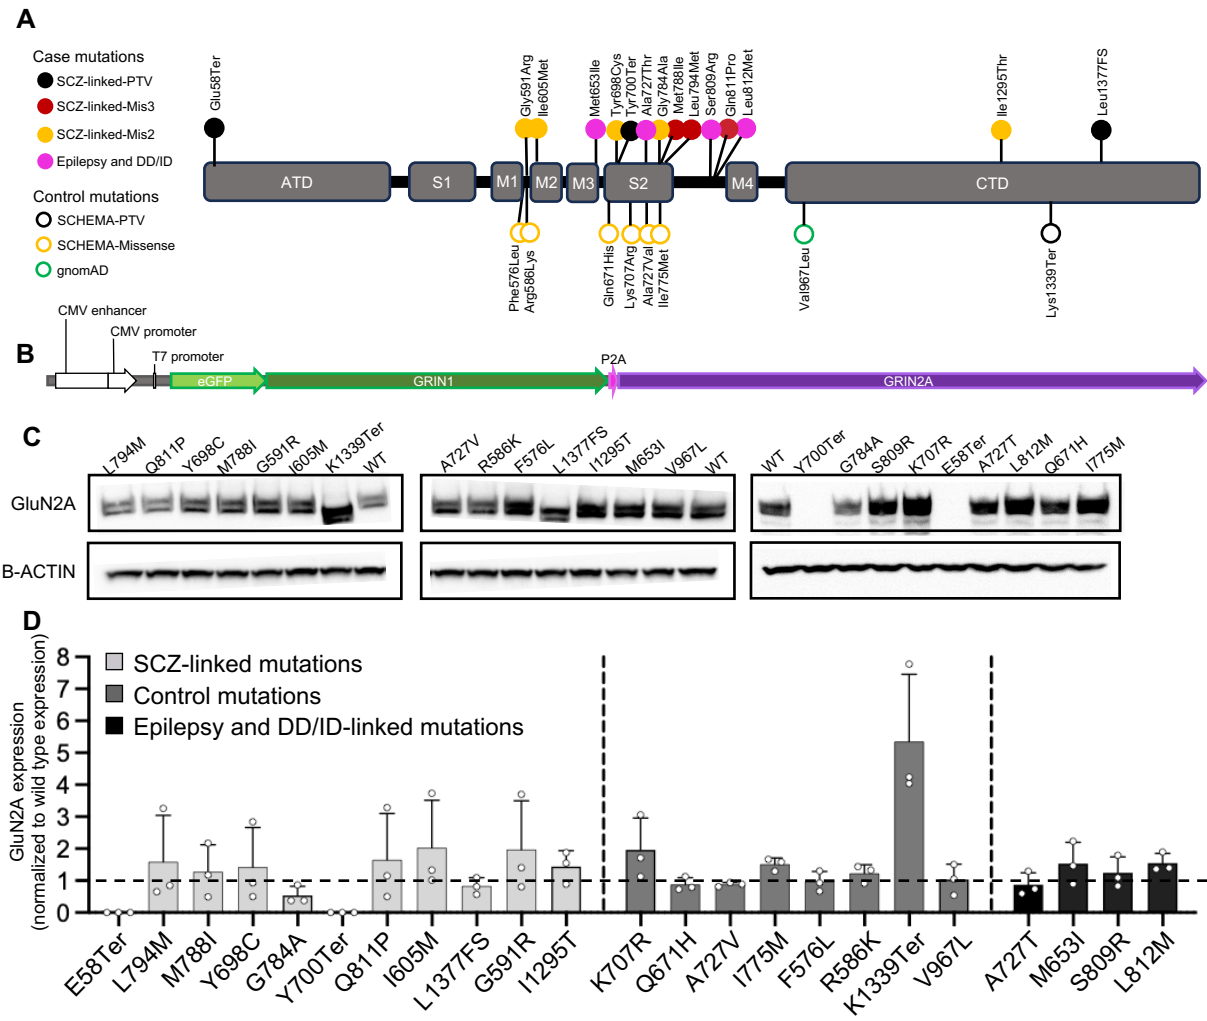 A
Case mutations
SCZ-linked-PTV
SCZ-linked-Mis3
SCZ-linked-Mis2
Epilepsy and DD/ID
Control mutations
SCHEMA-PTV
SCHEMA-Missense
gnomAD
Glu58Ter
Gly591Arg
Ile605Met
Met653Ile
Tyr698Cys
Tyr700Ter
Ala727Thr
Gly784Ala
Met788Ile
Leu794Met
Ser809Arg
Gln811Pro
Leu812Met
Ile1295Thr
Leu1377FS
ATD
S1
M1
M2
M3
S2
M4
CTD
Phe576Leu
Arg586Lys
Gln671His
Lys707Arg
Ala727Val
Ile775Met
Val967Leu
Lys1339Ter
B
CMV enhancer
CMV promoter
T7 promoter
eGFP
GRIN1
P2A
GRIN2A
C
L794M
Q811P
Y698C
M788I
G591R
I605M
K1339Ter
WT
A727V
R586K
F576L
L1377FS
I1295T
M653I
V967L
WT
WT
Y700Ter
G784A
S809R
K707R
E58Ter
A727T
L812M
Q671H
I775M
GluN2A
B-ACTIN
D
GluN2A expression
(normalized to wild type expression)
8
7
6
5
4
3
2
1
0
SCZ-linked mutations
Control mutations
Epilepsy and DD/ID-linked mutations
E58Ter
L794M
M788I
Y698C
G784A
Y700Ter
Q811P
I605M
L1377FS
G591R
I1295T
K707R
Q671H
A727V
I775M
F576L
R586K
K1339Ter
V967L
A727T
M653I
S809R
L812M